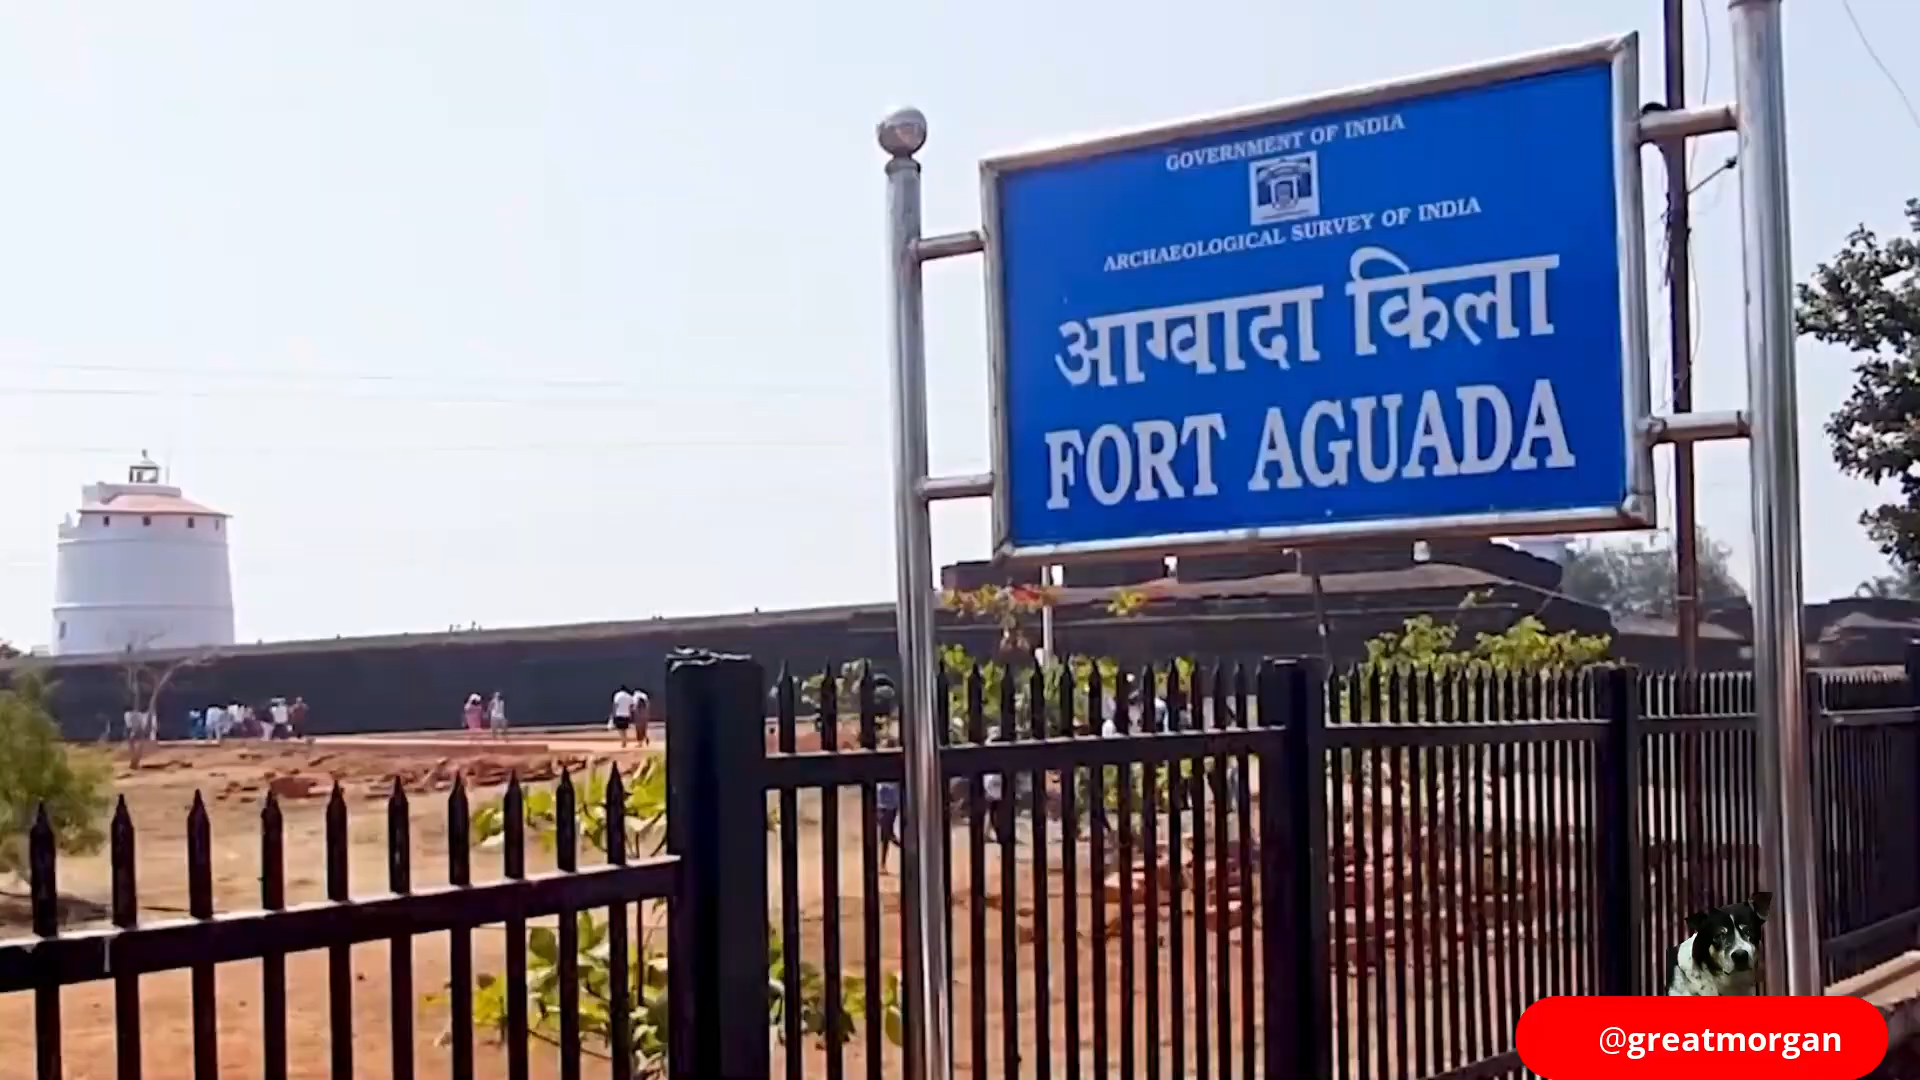 GOVERNMENT OF INDIA
ARCHAEOLOGICAL SURVEY OF INDIA
आग्वादा किला
FORT AGUADA
@greatmorgan